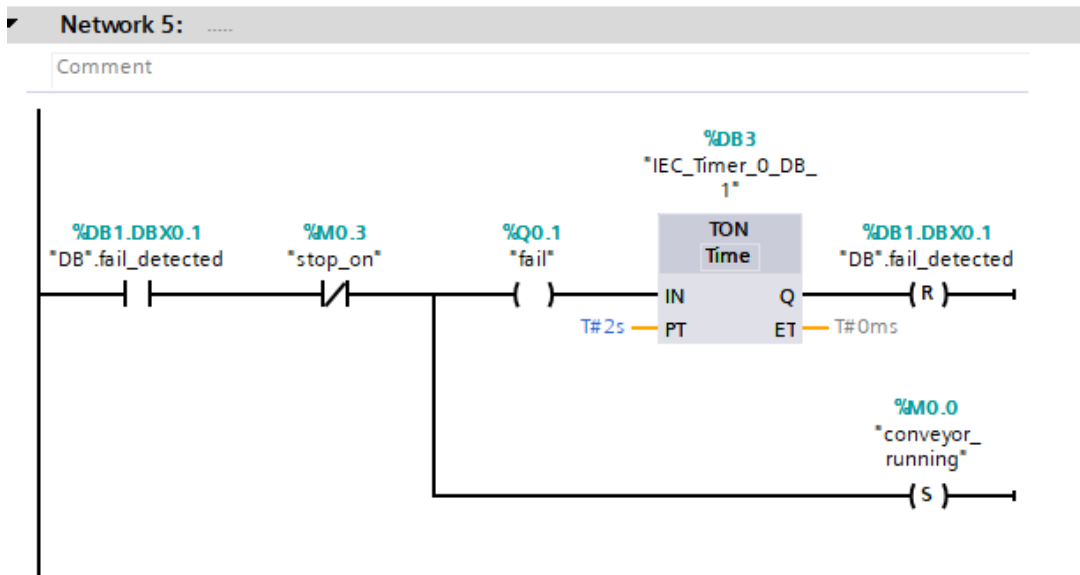 Network 5: .....
Comment
%DB3
"IEC_Timer_0_DB_
1"
%DB1.DBX0.1
"DB".fail_detected
%M0.3
"stop_on"
%Q0.1
"fail"
TON
Time
%DB1.DBX0.1
"DB".fail_detected
IN
Q
R
T#2s
PT
ET
T#0ms
%M0.0
"conveyor_
running"
S